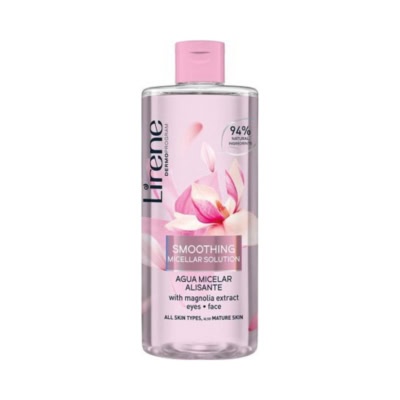 Lirene
DERMOPROGRAM
94%
NATURAL
INGREDIENTS
SMOOTHING
MICELLAR SOLUTION
AGUA MICELAR
ALISANTE
with magnolia extract
eyes • face
ALL SKIN TYPES, ALSO MATURE SKIN